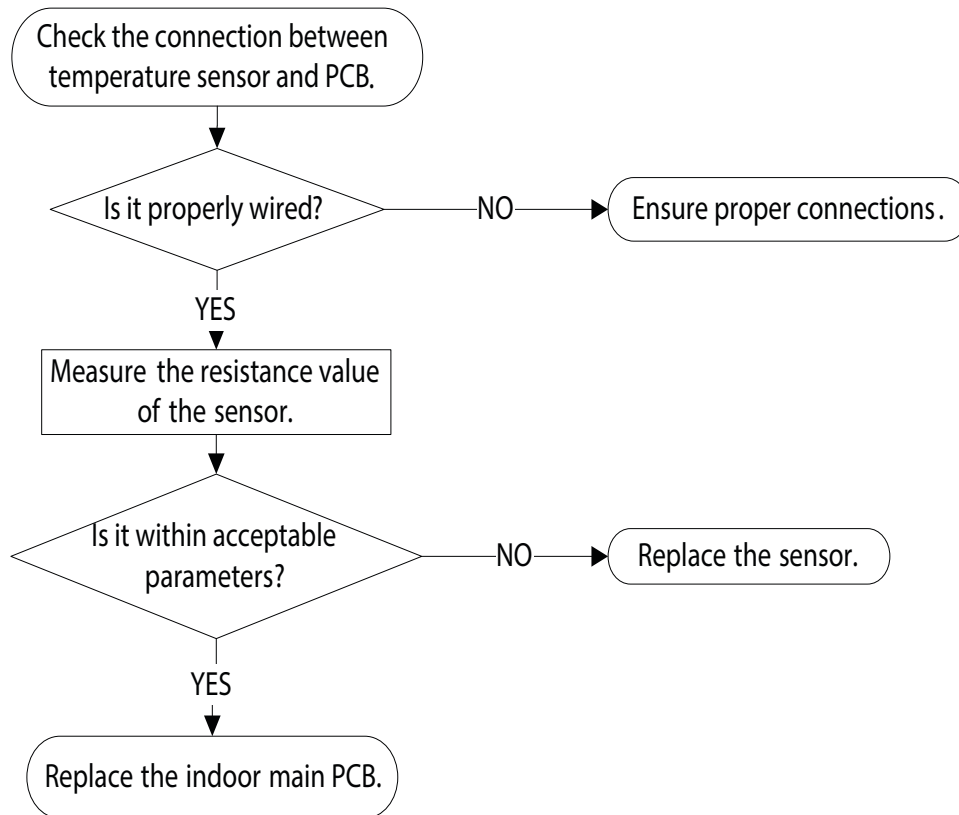 Check the connection between
temperature sensor and PCB.
Is it properly wired?
NO
Ensure proper connections.
YES
Measure the resistance value
of the sensor.
Is it within acceptable
parameters?
NO
Replace the sensor.
YES
Replace the indoor main PCB.